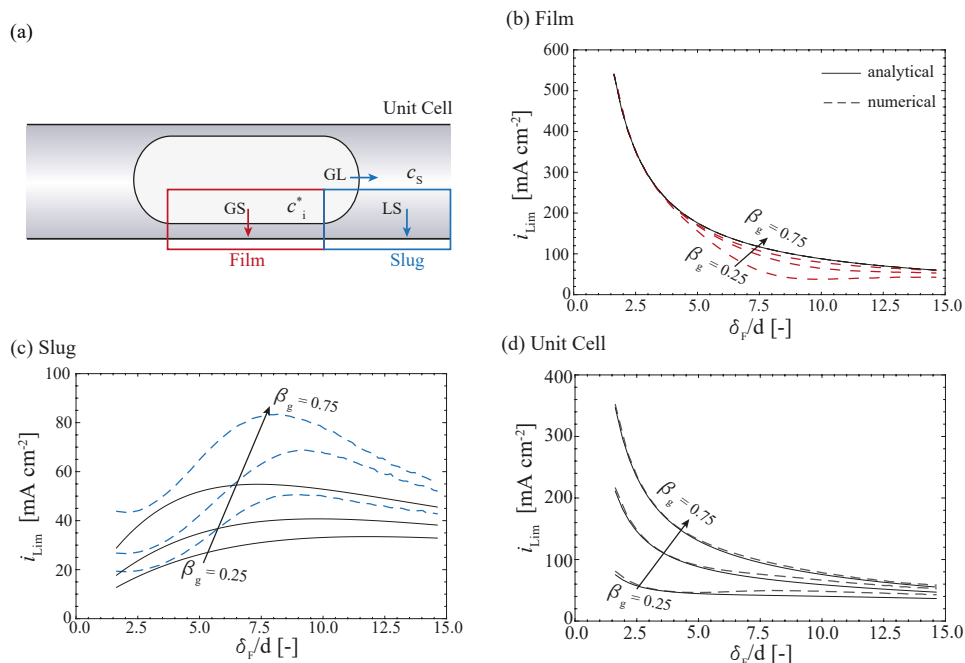 (a)
Unit Cell
GL
c_S
GS
c*_i
LS
Film
Slug
(b) Film
600
500
400
300
200
100
0
i_Lim [mA cm⁻²]
analytical
numerical
β_g = 0.75
β_g = 0.25
0.0 2.5 5.0 7.5 10.0 12.5 15.0
δ_F/d [-]
(c) Slug
100
80
60
40
20
0
i_Lim [mA cm⁻²]
β_g = 0.75
β_g = 0.25
0.0 2.5 5.0 7.5 10.0 12.5 15.0
δ_F/d [-]
(d) Unit Cell
400
300
200
100
0
i_Lim [mA cm⁻²]
β_g = 0.75
β_g = 0.25
0.0 2.5 5.0 7.5 10.0 12.5 15.0
δ_F/d [-]